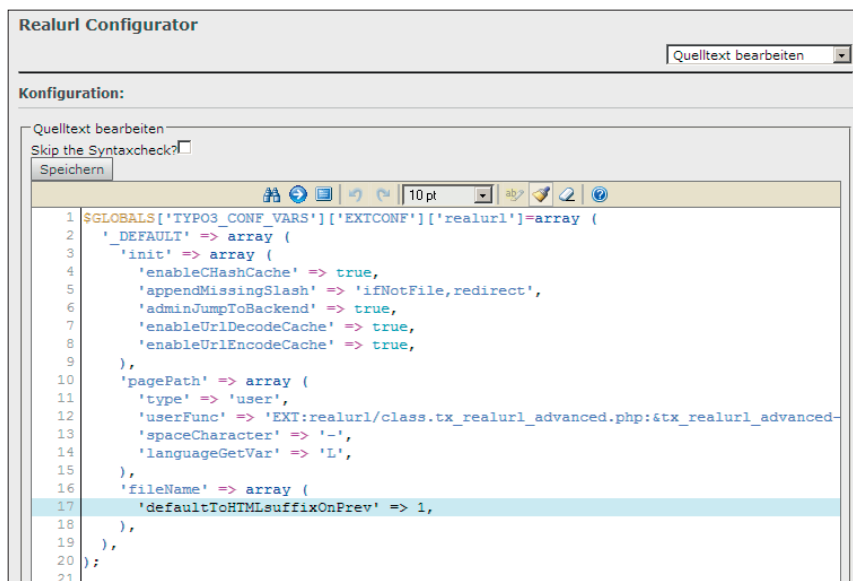 Realurl Configurator
Quelltext bearbeiten
Konfiguration:
Quelltext bearbeiten
Skip the Syntaxcheck?
Speichern
10 pt
1 $GLOBALS['TYPO3_CONF_VARS']['EXTCONF']['realurl']=array (
2 '_DEFAULT' => array (
3 'init' => array (
4 'enableCHashCache' => true,
5 'appendMissingSlash' => 'ifNotFile,redirect',
6 'adminJumpToBackend' => true,
7 'enableUrlDecodeCache' => true,
8 'enableUrlEncodeCache' => true,
9 ),
10 'pagePath' => array (
11 'type' => 'user',
12 'userFunc' => 'EXT:realurl/class.tx_realurl_advanced.php:&tx_realurl_advanced-
13 'spaceCharacter' => '-',
14 'languageGetVar' => 'L',
15 ),
16 'fileName' => array (
17 'defaultToHTMLsuffixOnPrev' => 1,
18 ),
19 ),
20 );
21